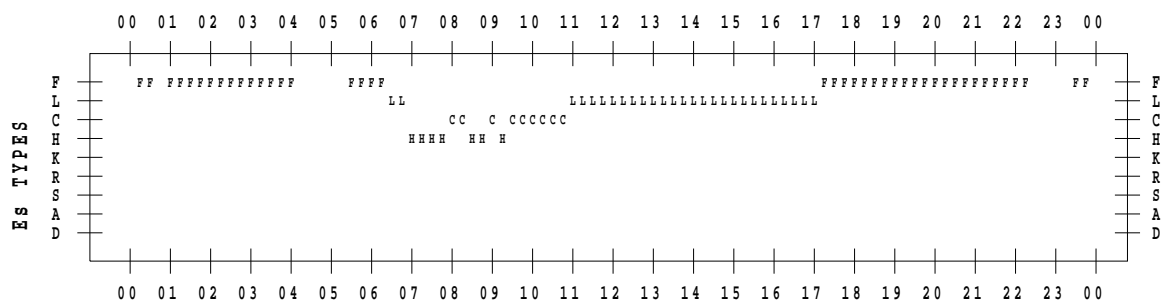 00 01 02 03 04 05 06 07 08 09 10 11 12 13 14 15 16 17 18 19 20 21 22 23 00
F FF FFFFFFFFFFFFF FFFF FFFFFFFFFFFFFFFFFFFFF FF F
L LL LLLLLLLLLLLLLLLLLLLLLLLLL L
C CC C CCCCCC C
H HHHH HH H H
K K
R R
S S
A A
D D
Es TYPES
00 01 02 03 04 05 06 07 08 09 10 11 12 13 14 15 16 17 18 19 20 21 22 23 00